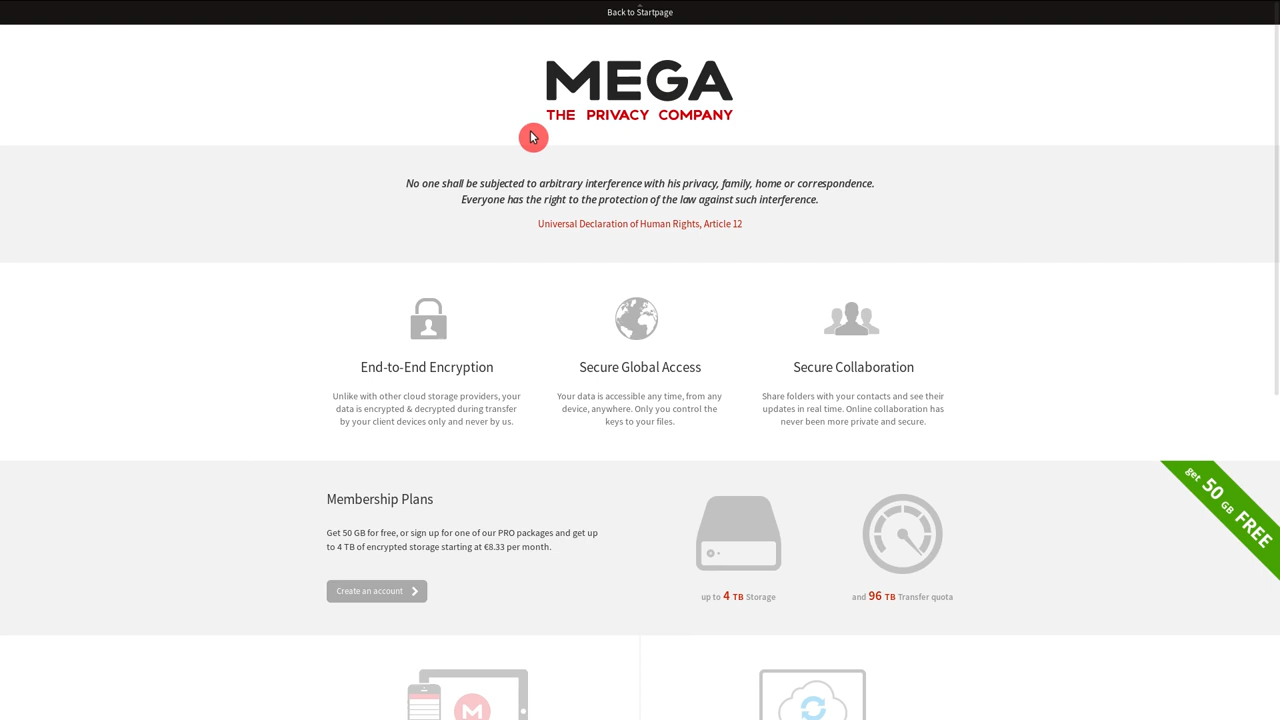 Back to Startpage
MEGA
THE PRIVACY COMPANY
No one shall be subjected to arbitrary interference with his privacy, family, home or correspondence.
Everyone has the right to the protection of the law against such interference.
Universal Declaration of Human Rights, Article 12
End-to-End Encryption
Unlike with other cloud storage providers, your
data is encrypted & decrypted during transfer
by your client devices only and never by us.
Secure Global Access
Your data is accessible any time, from any
device, anywhere. Only you control the
keys to your files.
Secure Collaboration
Share folders with your contacts and see their
updates in real time. Online collaboration has
never been more private and secure.
Membership Plans
Get 50 GB for free, or sign up for one of our PRO packages and get up
to 4 TB of encrypted storage starting at €8.33 per month.
Create an account
up to 4 TB Storage
and 96 TB Transfer quota
get 50 GB FREE
M